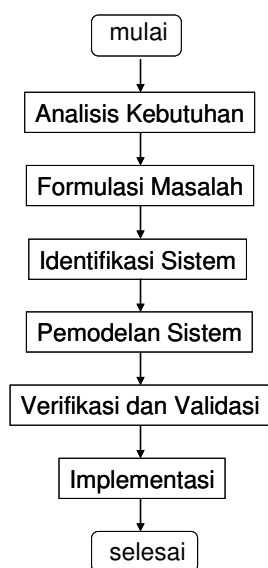 mulai
Analisis Kebutuhan
Formulasi Masalah
Identifikasi Sistem
Pemodelan Sistem
Verifikasi dan Validasi
Implementasi
selesai